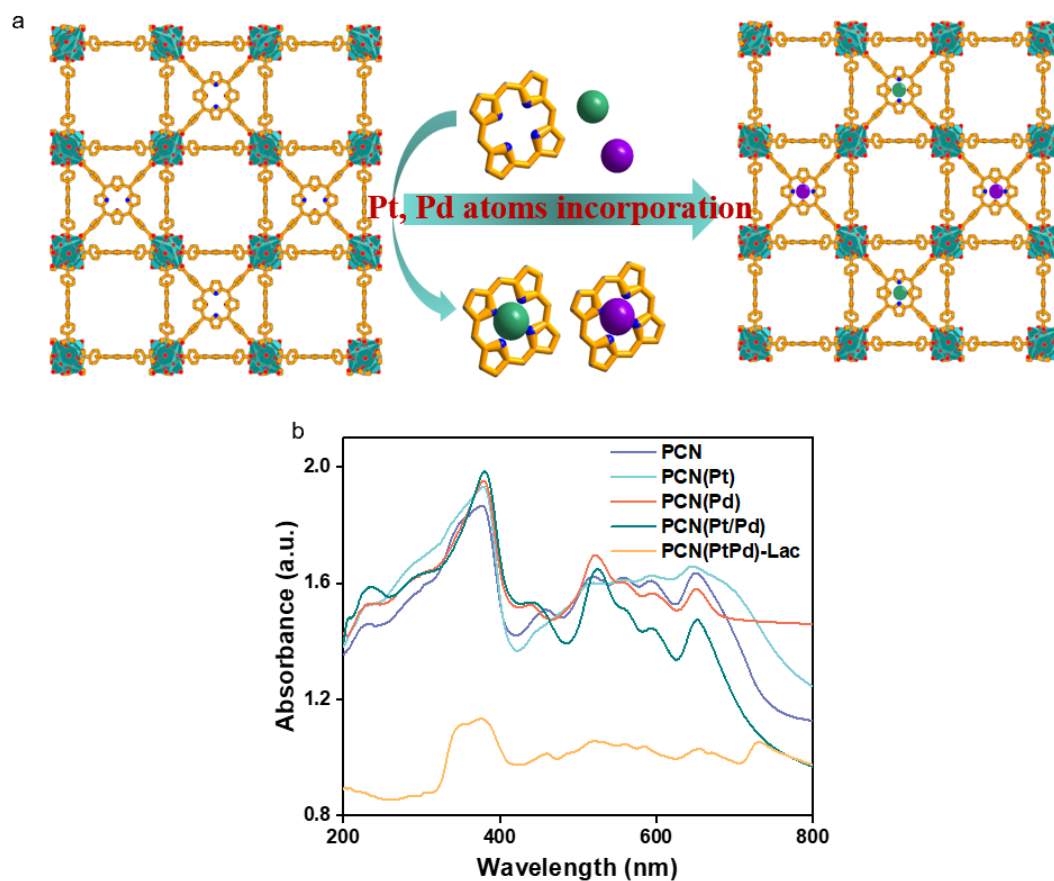 a
Pt, Pd atoms incorporation
b
PCN
PCN(Pt)
PCN(Pd)
PCN(Pt/Pd)
PCN(PtPd)-Lac
2.0
1.6
1.2
0.8
Absorbance (a.u.)
200
400
600
800
Wavelength (nm)